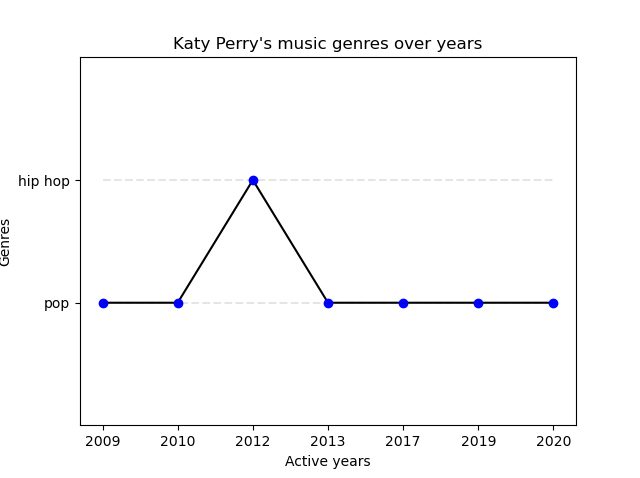 Katy Perry's music genres over years
hip hop
Genres
pop
2009 2010 2012 2013 2017 2019 2020
Active years